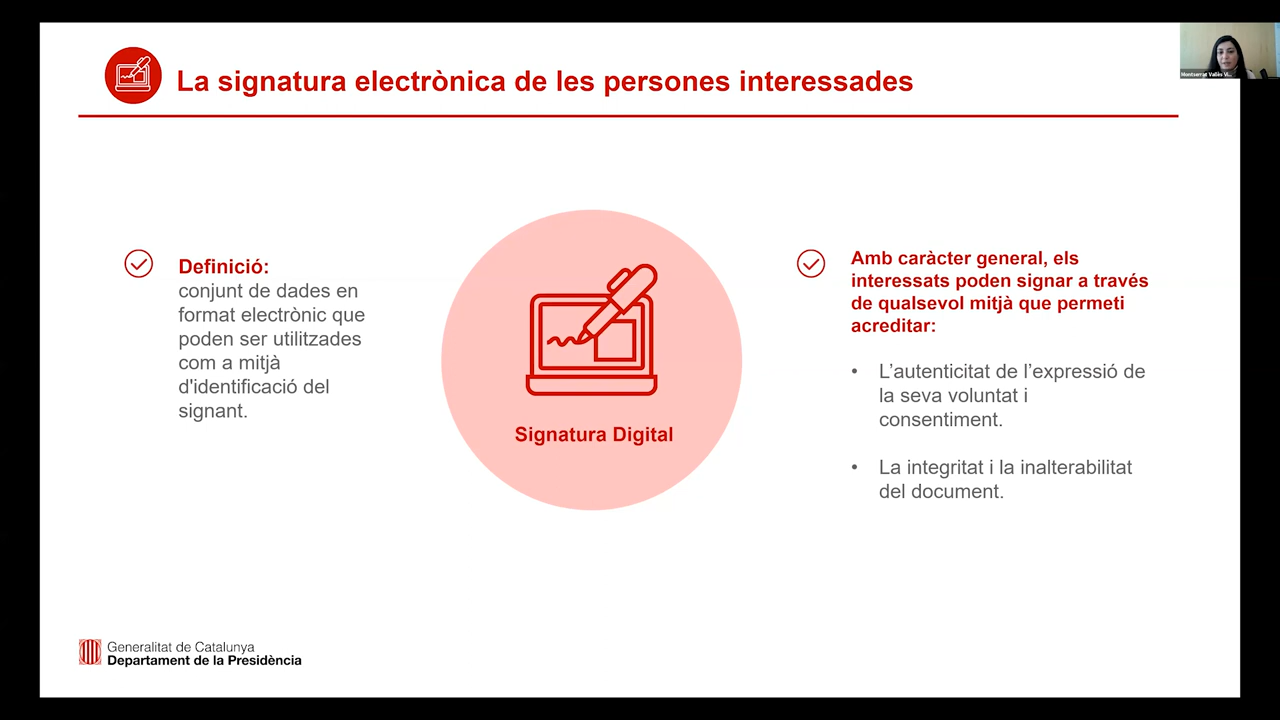 La signatura electrònica de les persones interessades
Montserrat Vallès Vi...
Definició:
conjunt de dades en
format electrònic que
poden ser utilitzades
com a mitjà
d'identificació del
signant.
Signatura Digital
Amb caràcter general, els
interessats poden signar a través
de qualsevol mitjà que permeti
acreditar:
• L’autenticitat de l’expressió de
la seva voluntat i
consentiment.
• La integritat i la inalterabilitat
del document.
Generalitat de Catalunya
Departament de la Presidència